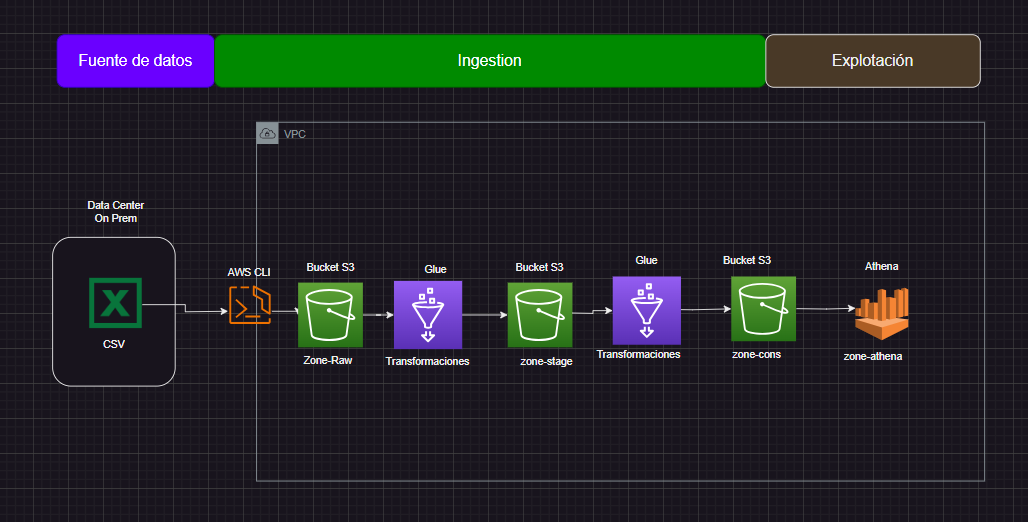 Fuente de datos
Ingestion
Explotación
VPC
Data Center
On Prem
CSV
AWS CLI
Bucket S3
Zone-Raw
Glue
Transformaciones
Bucket S3
zone-stage
Glue
Transformaciones
Bucket S3
zone-cons
Athena
zone-athena